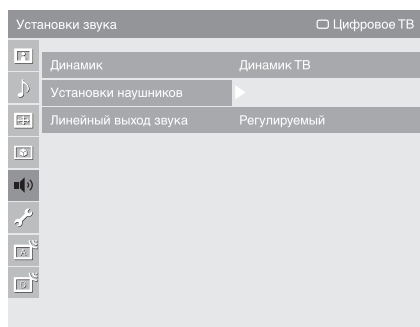 Установки звука Цифровое ТВ
Динамик Динамик ТВ
Установки наушников
Линейный выход звука Регулируемый